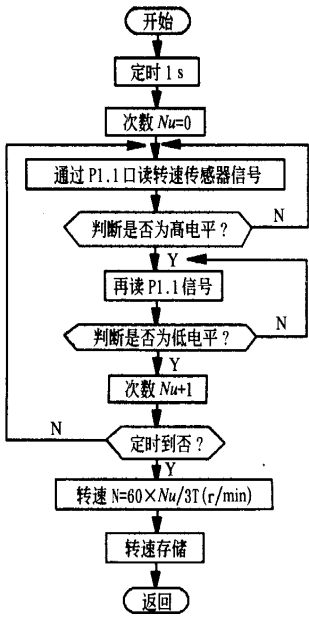 开始
定时1s
次数Nu=0
通过P1.1口读转速传感器信号
判断是否为高电平？
N
Y
再读P1.1信号
判断是否为低电平？
N
Y
次数Nu+1
N
定时到否？
Y
转速N=60×Nu/3T(r/min)
转速存储
返回